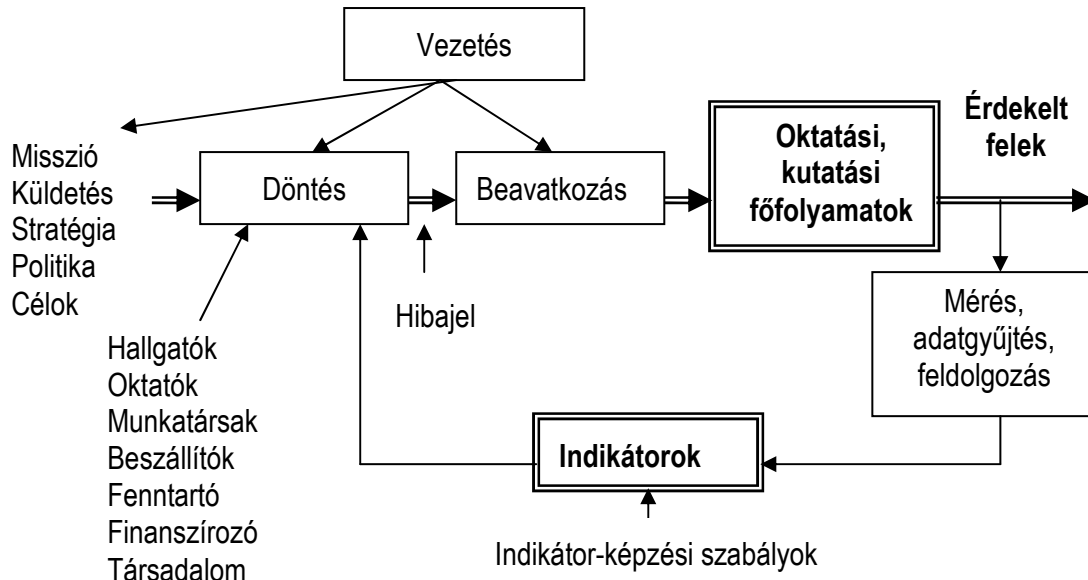 Vezetés
Misszió
Küldetés
Stratégia
Politika
Célok
Döntés
Beavatkozás
Oktatási,
kutatási
főfolyamatok
Érdekelt
felek
Hibajel
Mérés,
adatgyűjtés,
feldolgozás
Hallgatók
Oktatók
Munkatársak
Beszállítók
Fenntartó
Finanszírozó
Társadalom
Indikátorok
Indikátor-képzési szabályok